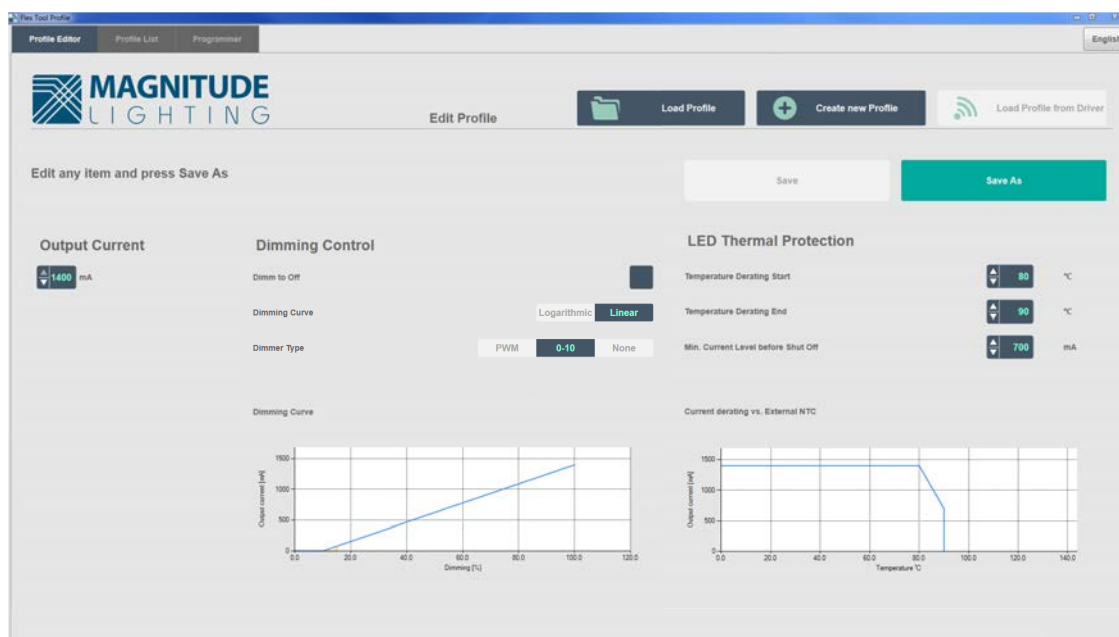 Flex Tool Profile
Profile Editor Profile List Programmer
English
MAGNITUDE
LIGHTING
Edit Profile
Load Profile
Create new Profile
Load Profile from Driver
Edit any item and press Save As
Save
Save As
Output Current
1400 mA
Dimming Control
Dimm to Off
Dimming Curve Logarithmic Linear
Dimmer Type PWM 0-10 None
LED Thermal Protection
Temperature Derating Start 80 °C
Temperature Derating End 90 °C
Min. Current Level before Shut Off 700 mA
Dimming Curve
Output current [mA]
1500
1000
500
0
0.0 20.0 40.0 60.0 80.0 100.0 120.0
Dimming [%]
Current derating vs. External NTC
Output current [mA]
1500
1000
500
0
0.0 20.0 40.0 60.0 80.0 100.0 120.0 140.0
Temperature °C